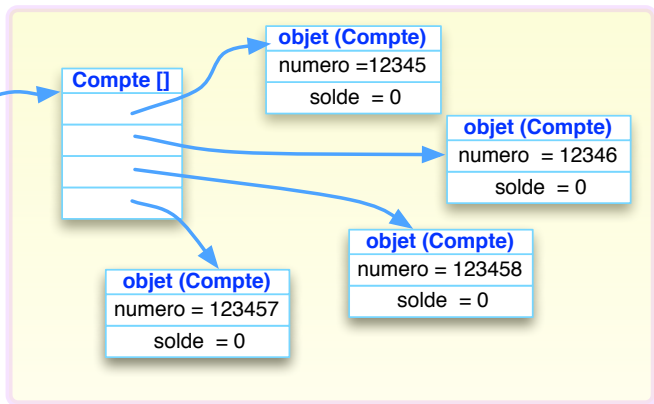 objet (Compte)
numero =12345
solde = 0
Compte []
objet (Compte)
numero = 12346
solde = 0
objet (Compte)
numero = 123458
solde = 0
objet (Compte)
numero = 123457
solde = 0